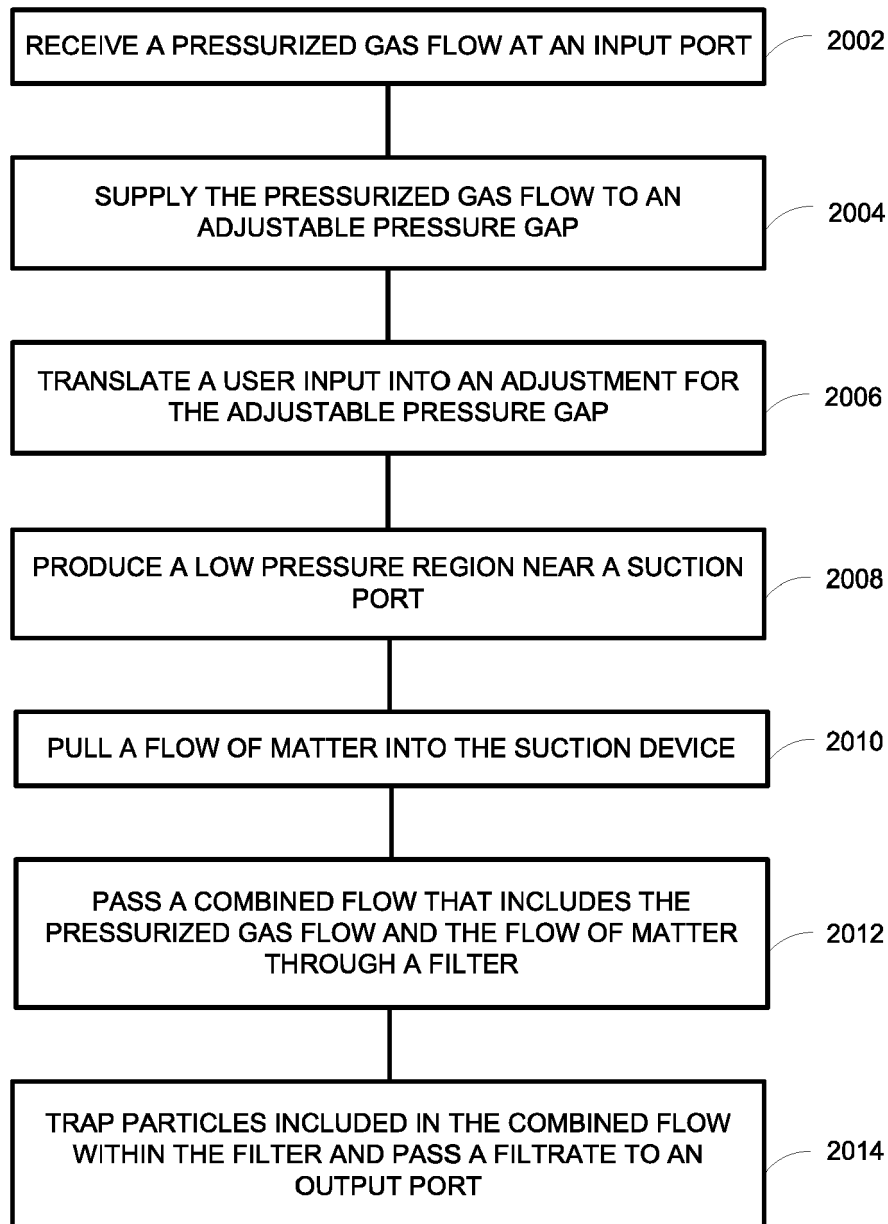 RECEIVE A PRESSURIZED GAS FLOW AT AN INPUT PORT
2002
SUPPLY THE PRESSURIZED GAS FLOW TO AN
ADJUSTABLE PRESSURE GAP
2004
TRANSLATE A USER INPUT INTO AN ADJUSTMENT FOR
THE ADJUSTABLE PRESSURE GAP
2006
PRODUCE A LOW PRESSURE REGION NEAR A SUCTION
PORT
2008
PULL A FLOW OF MATTER INTO THE SUCTION DEVICE
2010
PASS A COMBINED FLOW THAT INCLUDES THE
PRESSURIZED GAS FLOW AND THE FLOW OF MATTER
THROUGH A FILTER
2012
TRAP PARTICLES INCLUDED IN THE COMBINED FLOW
WITHIN THE FILTER AND PASS A FILTRATE TO AN
OUTPUT PORT
2014